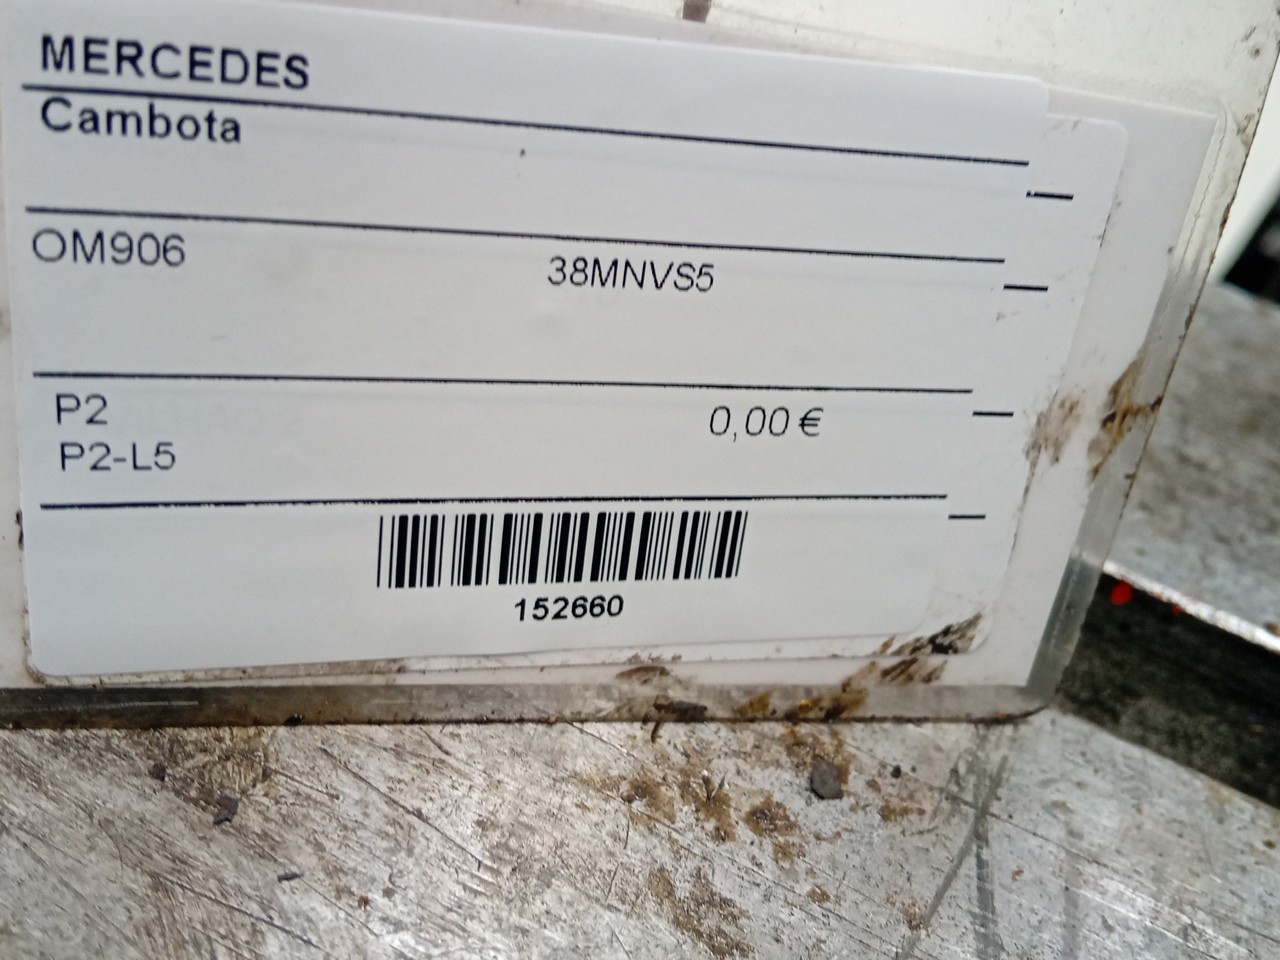 MERCEDES
Cambota
OM906 38MNVS5
P2 0,00 €
P2-L5
152660